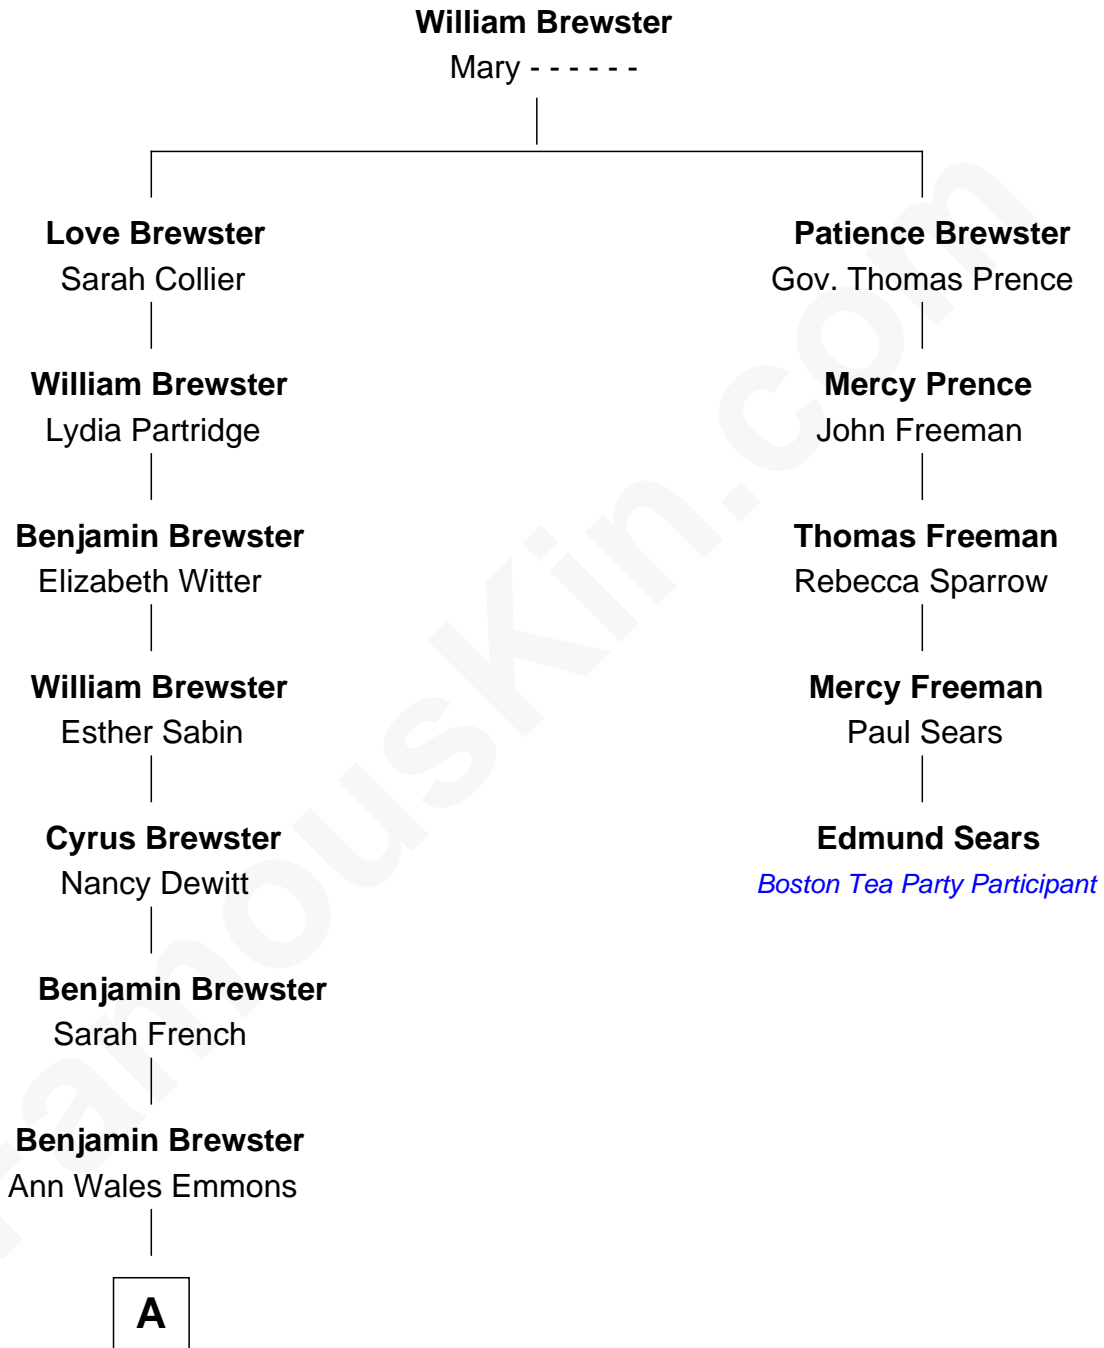 William Brewster
Mary - - - - - -
Love Brewster
Sarah Collier
Patience Brewster
Gov. Thomas Prence
William Brewster
Lydia Partridge
Mercy Prence
John Freeman
Benjamin Brewster
Elizabeth Witter
Thomas Freeman
Rebecca Sparrow
William Brewster
Esther Sabin
Mercy Freeman
Paul Sears
Cyrus Brewster
Nancy Dewitt
Edmund Sears
Boston Tea Party Participant
Benjamin Brewster
Sarah French
Benjamin Brewster
Ann Wales Emmons
A
FamousKin.com